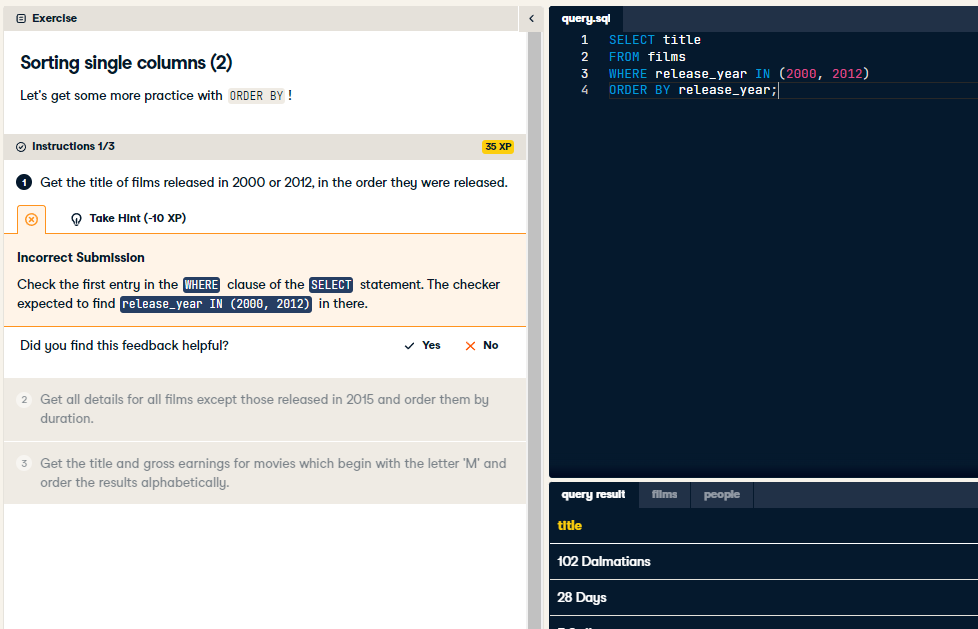 Exercise
Sorting single columns (2)
Let's get some more practice with ORDER BY !
Instructions 1/3
35 XP
1 Get the title of films released in 2000 or 2012, in the order they were released.
Take Hint (-10 XP)
Incorrect Submission
Check the first entry in the WHERE clause of the SELECT statement. The checker
expected to find release_year IN (2000, 2012) in there.
Did you find this feedback helpful?
Yes
No
2 Get all details for all films except those released in 2015 and order them by
duration.
3 Get the title and gross earnings for movies which begin with the letter 'M' and
order the results alphabetically.
query.sql
1 SELECT title
2 FROM films
3 WHERE release_year IN (2000, 2012)
4 ORDER BY release_year;
query result
films
people
title
102 Dalmatians
28 Days